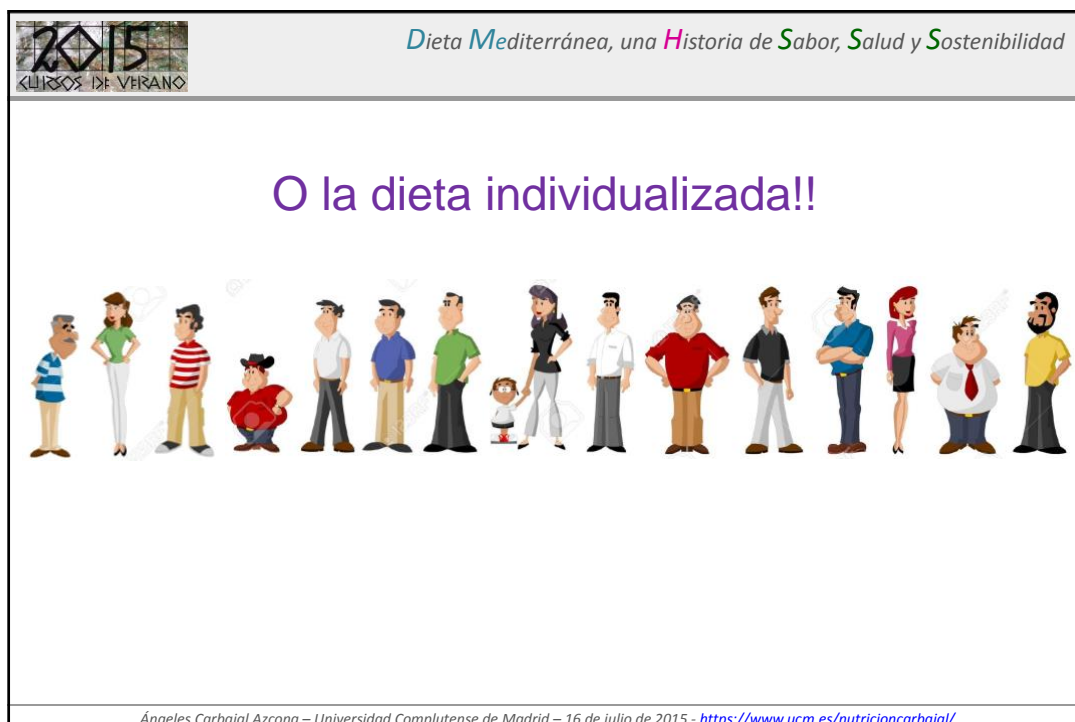 2015
CURSOS DE VERANO
Dieta Mediterránea, una Historia de Sabor, Salud y Sostenibilidad
O la dieta individualizada!!
Ángeles Carbajal Azcona – Universidad Complutense de Madrid – 16 de julio de 2015 - https://www.ucm.es/nutricioncarbajal/